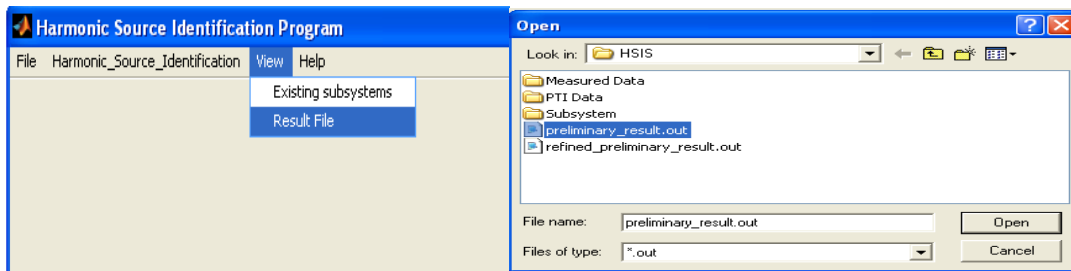 Harmonic Source Identification Program
File Harmonic_Source_Identification View Help
Existing subsystems
Result File
Open
Look in: HSIS
Measured Data
PTI Data
Subsystem
preliminary_result.out
refined_preliminary_result.out
File name: preliminary_result.out Open
Files of type: *.out Cancel